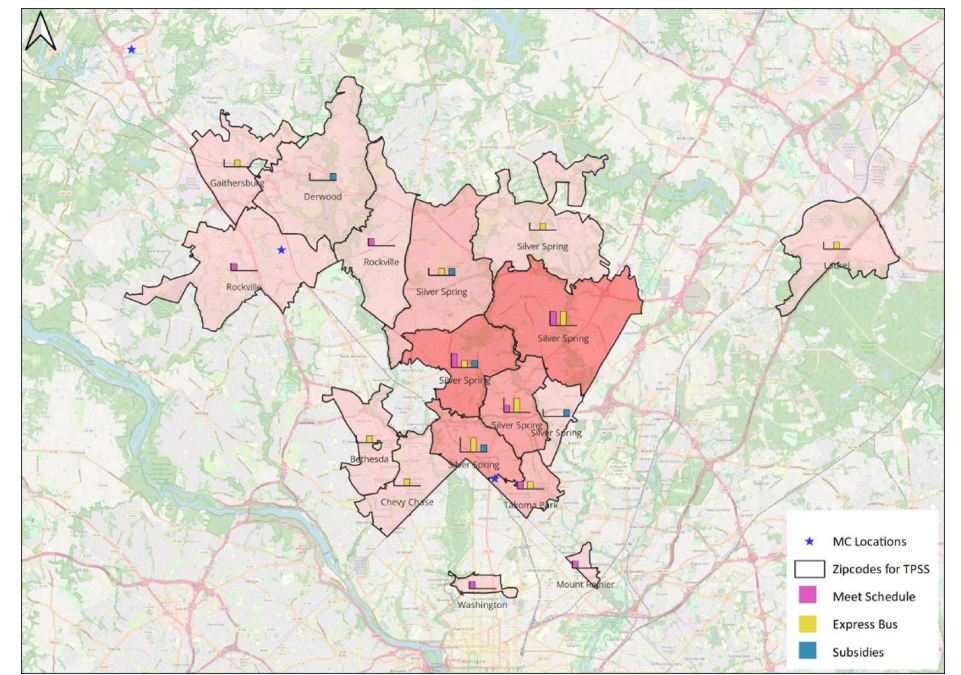 Gaithersburg
Derwood
Silver Spring
Rockville
Laurel
Rockville
Silver Spring
Silver Spring
Silver Spring
Silver Spring
Silver Spring
Bethesda
Silver Spring
Chevy Chase
Takoma Park
Mount Rainier
Washington
MC Locations
Zipcodes for TPSS
Meet Schedule
Express Bus
Subsidies